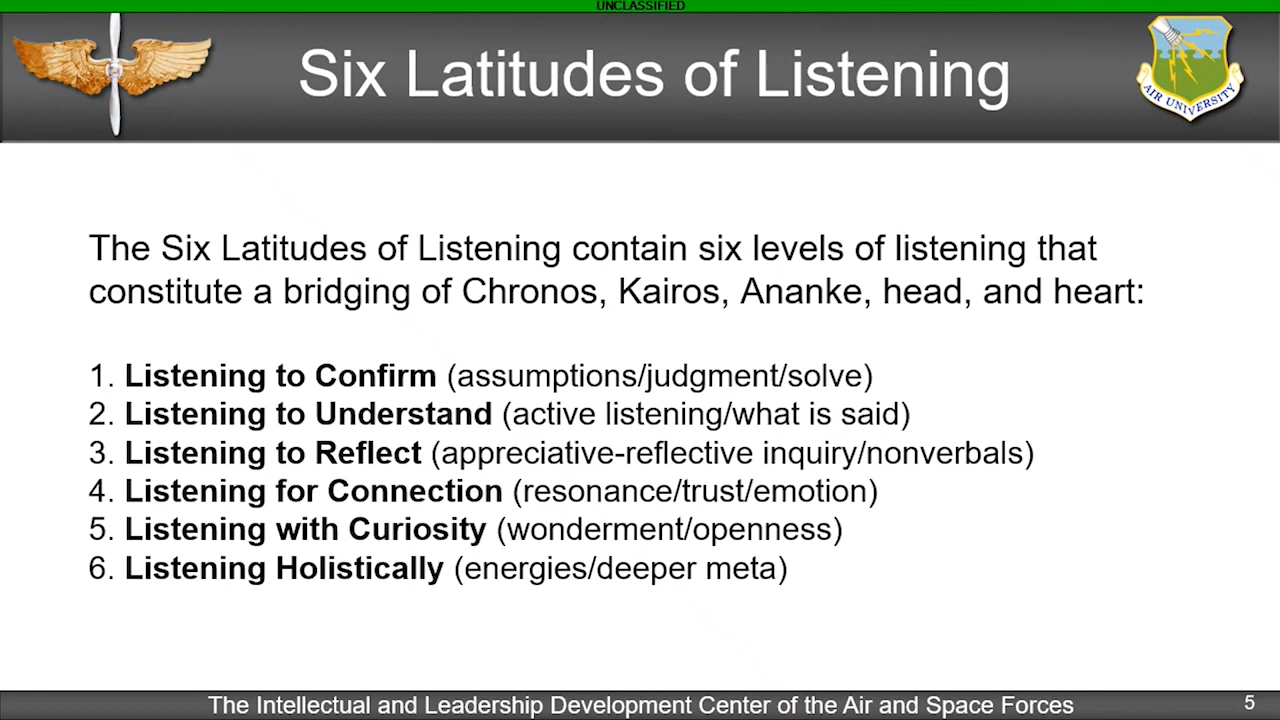 UNCLASSIFIED
Six Latitudes of Listening
AIR UNIVERSITY
The Six Latitudes of Listening contain six levels of listening that
constitute a bridging of Chronos, Kairos, Ananke, head, and heart:
1. Listening to Confirm (assumptions/judgment/solve)
2. Listening to Understand (active listening/what is said)
3. Listening to Reflect (appreciative-reflective inquiry/nonverbals)
4. Listening for Connection (resonance/trust/emotion)
5. Listening with Curiosity (wonderment/openness)
6. Listening Holistically (energies/deeper meta)
The Intellectual and Leadership Development Center of the Air and Space Forces
5